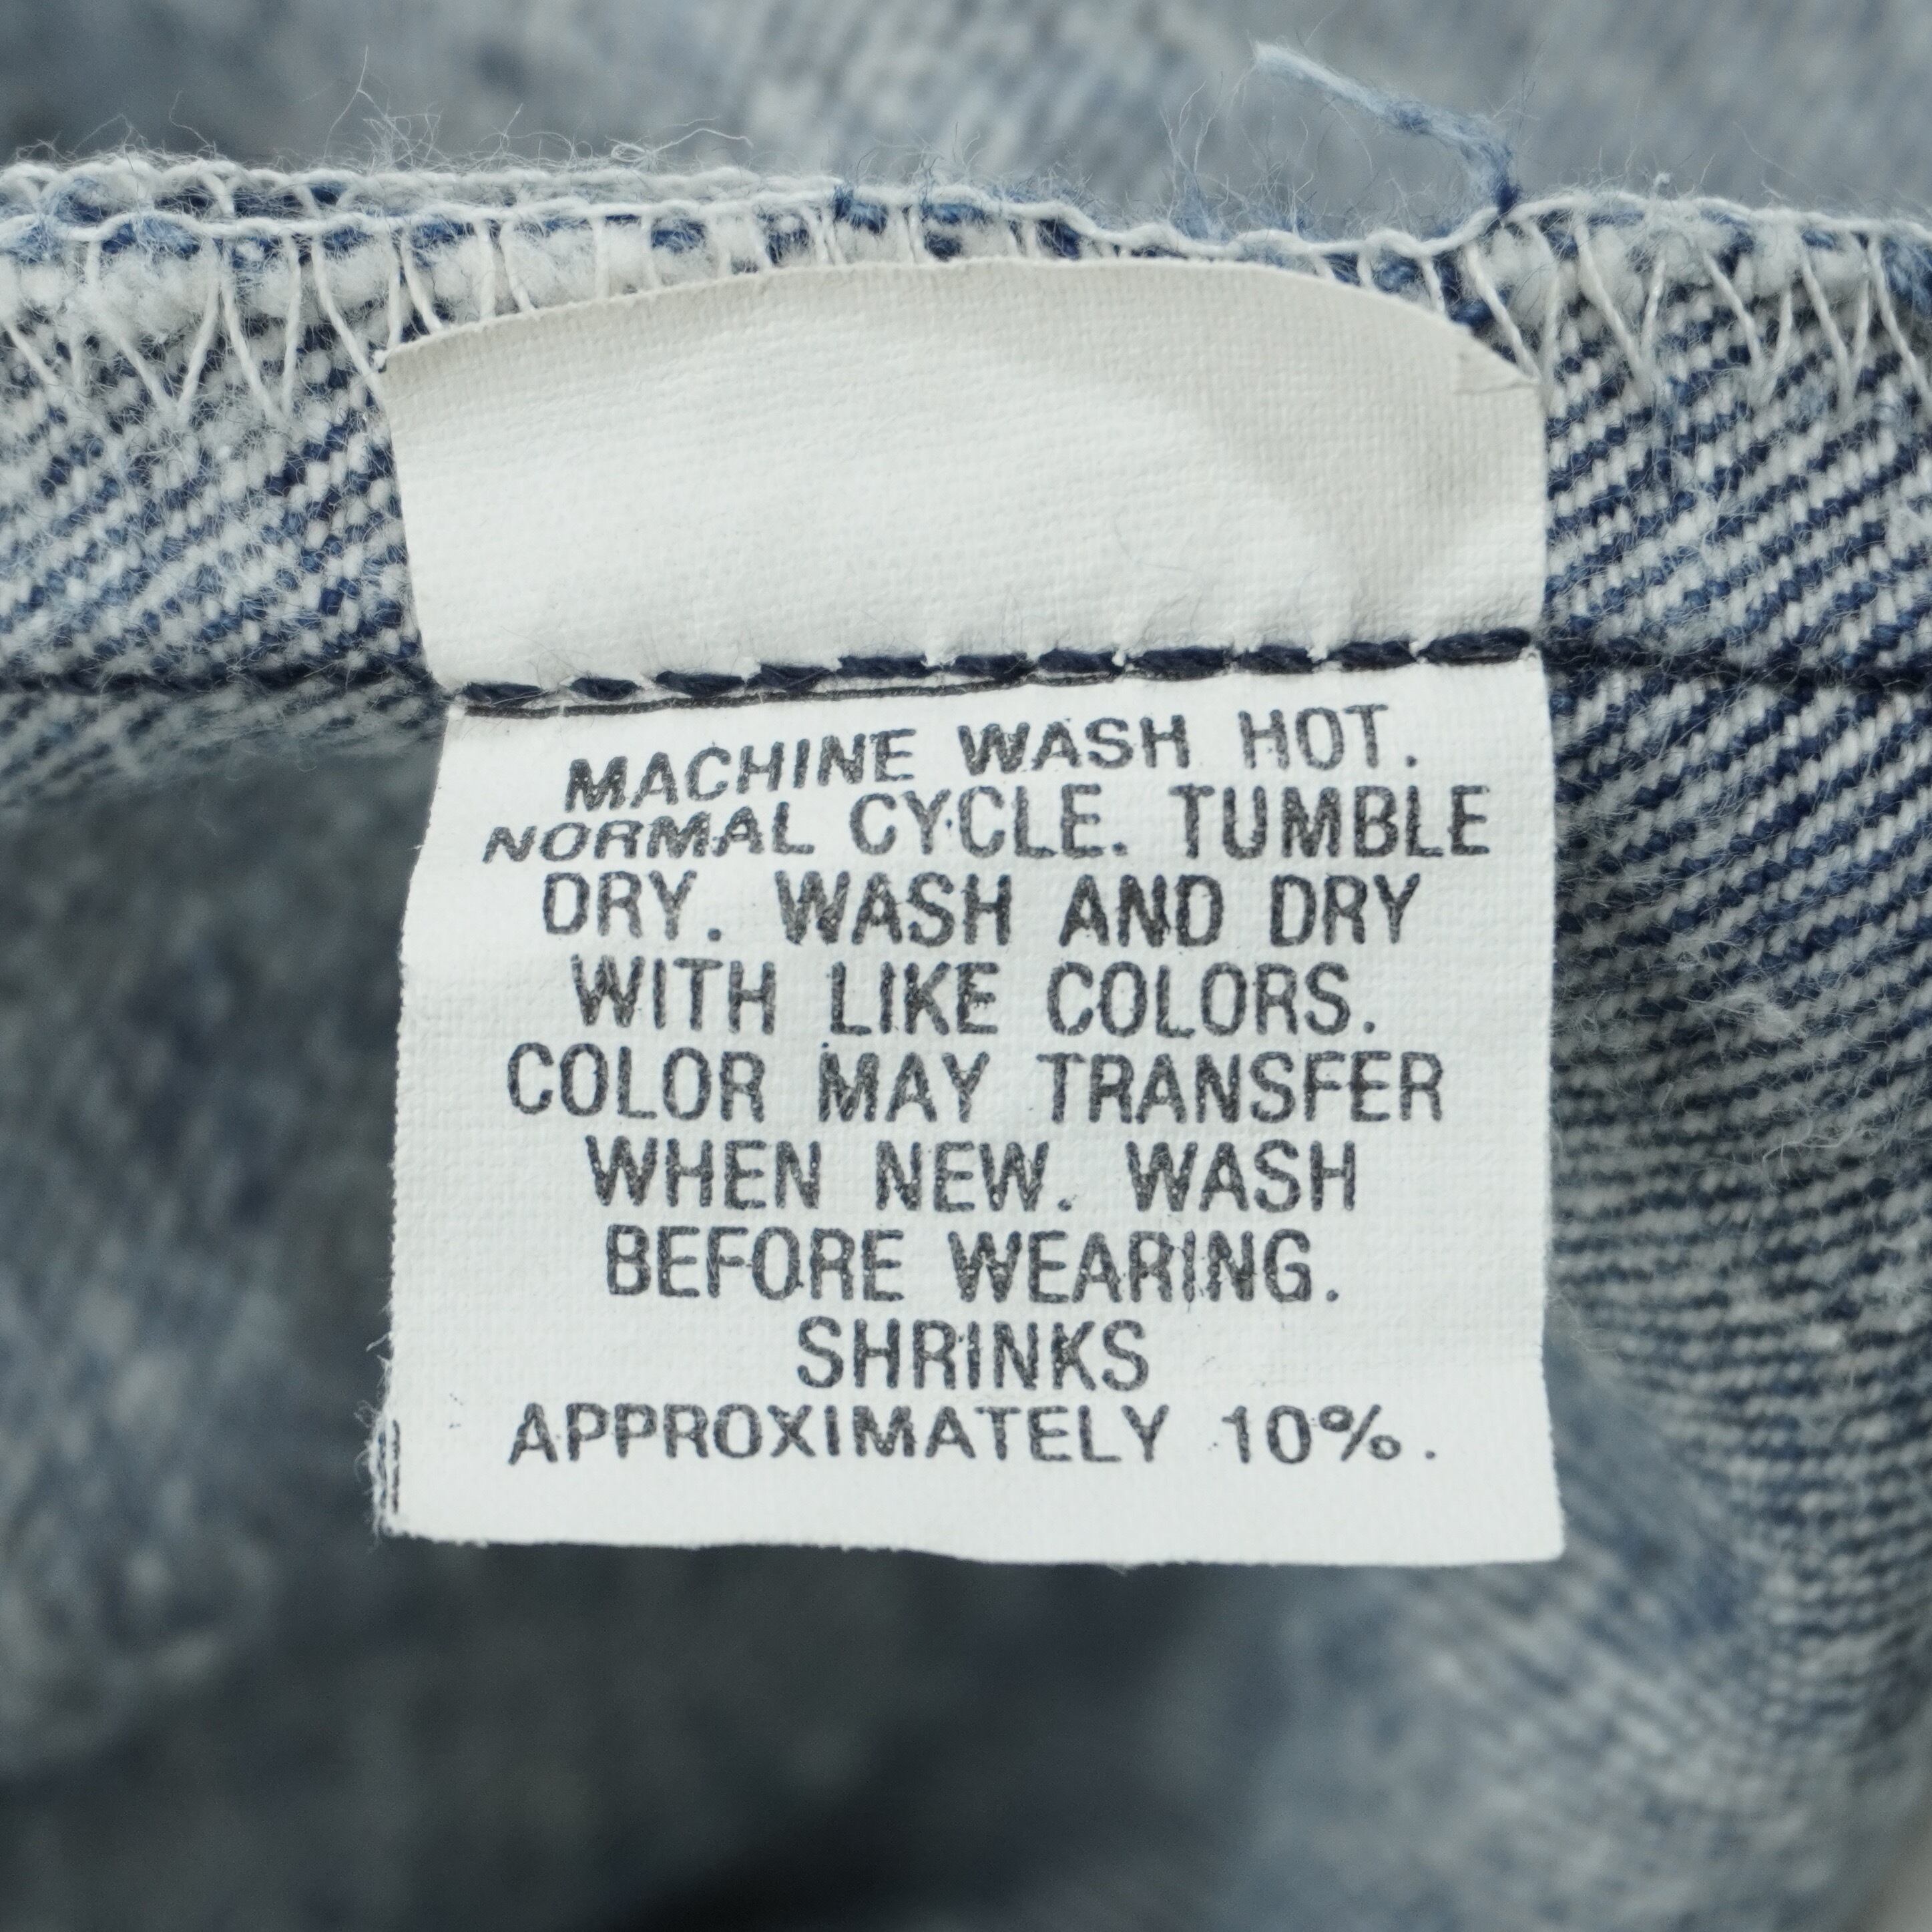 MACHINE WASH HOT.
NORMAL CYCLE. TUMBLE
DRY. WASH AND DRY
WITH LIKE COLORS.
COLOR MAY TRANSFER
WHEN NEW. WASH
BEFORE WEARING.
SHRINKS
APPROXIMATELY 10%.